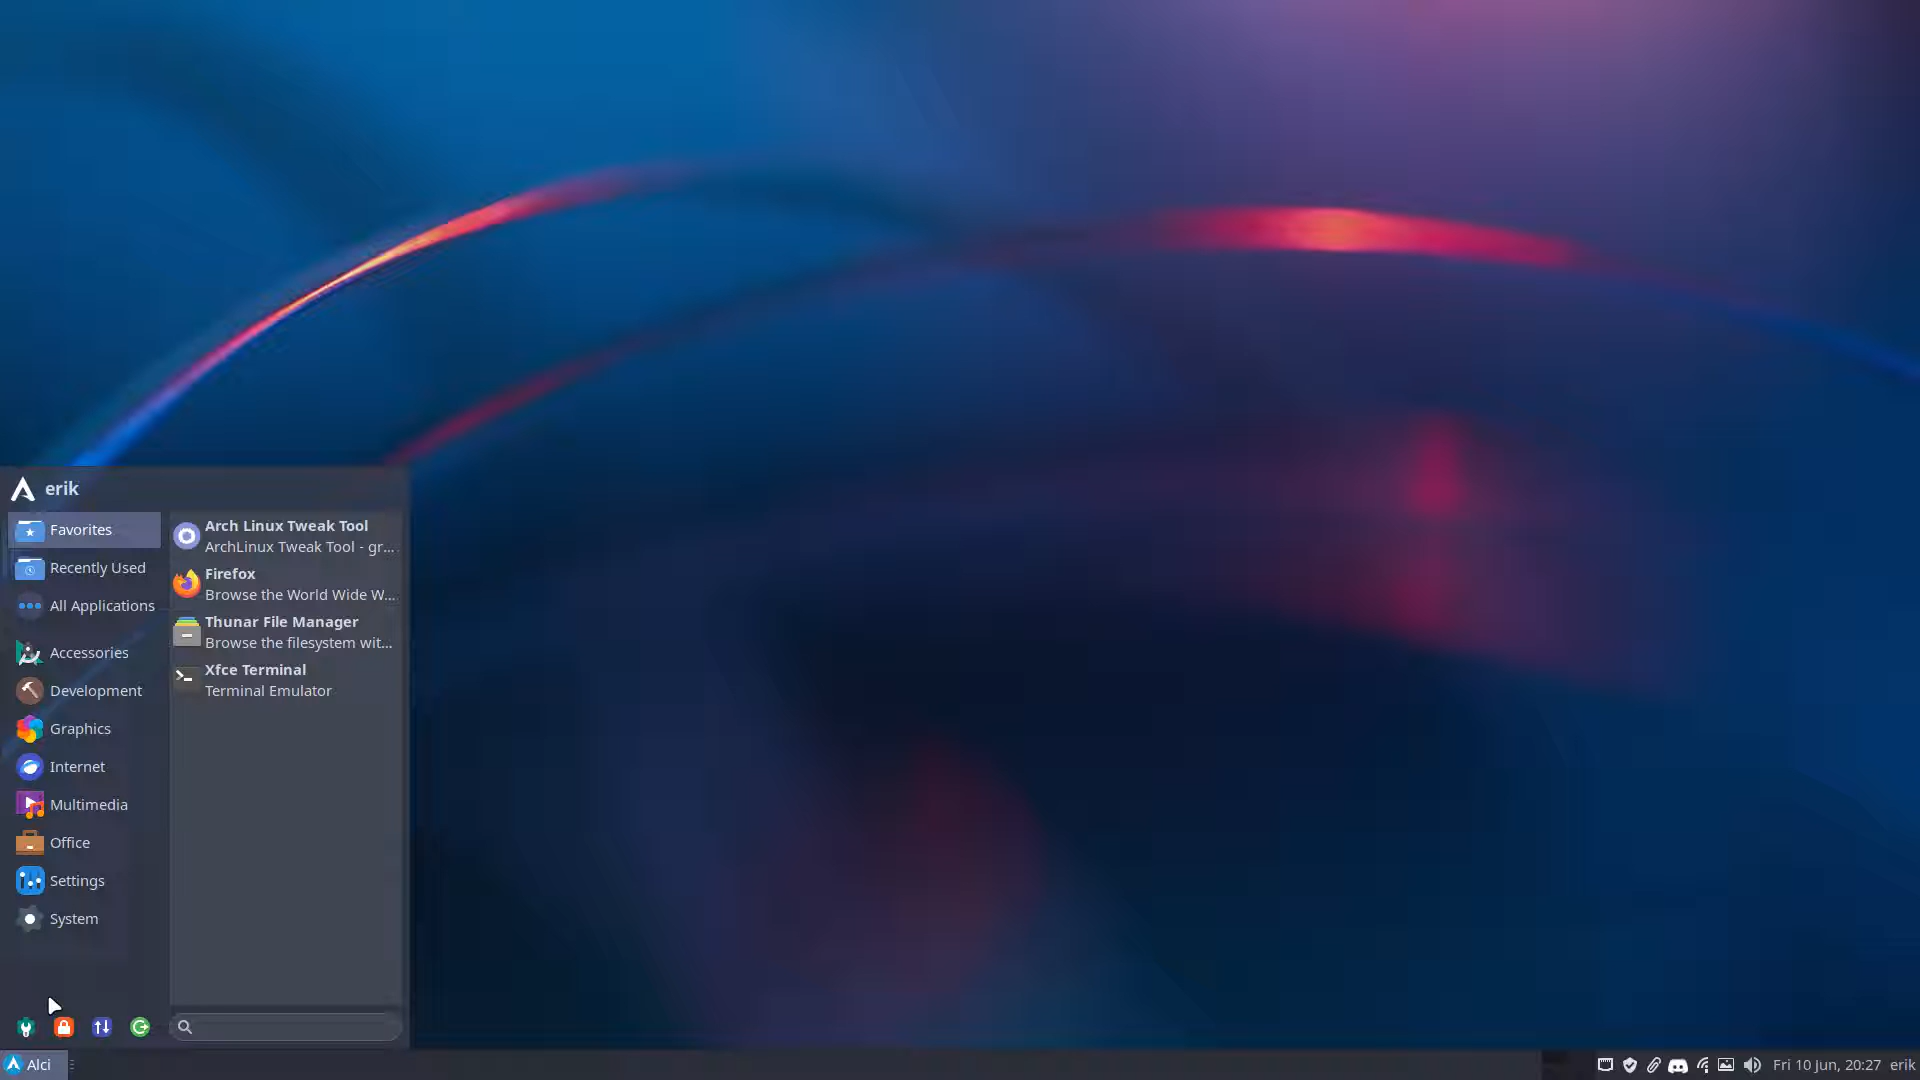 erik
Favorites
Recently Used
All Applications
Accessories
Development
Graphics
Internet
Multimedia
Office
Settings
System
Arch Linux Tweak Tool
ArchLinux Tweak Tool - gr...
Firefox
Browse the World Wide W...
Thunar File Manager
Browse the filesystem wit...
Xfce Terminal
Terminal Emulator
Alci
Fri 10 Jun, 20:27 erik